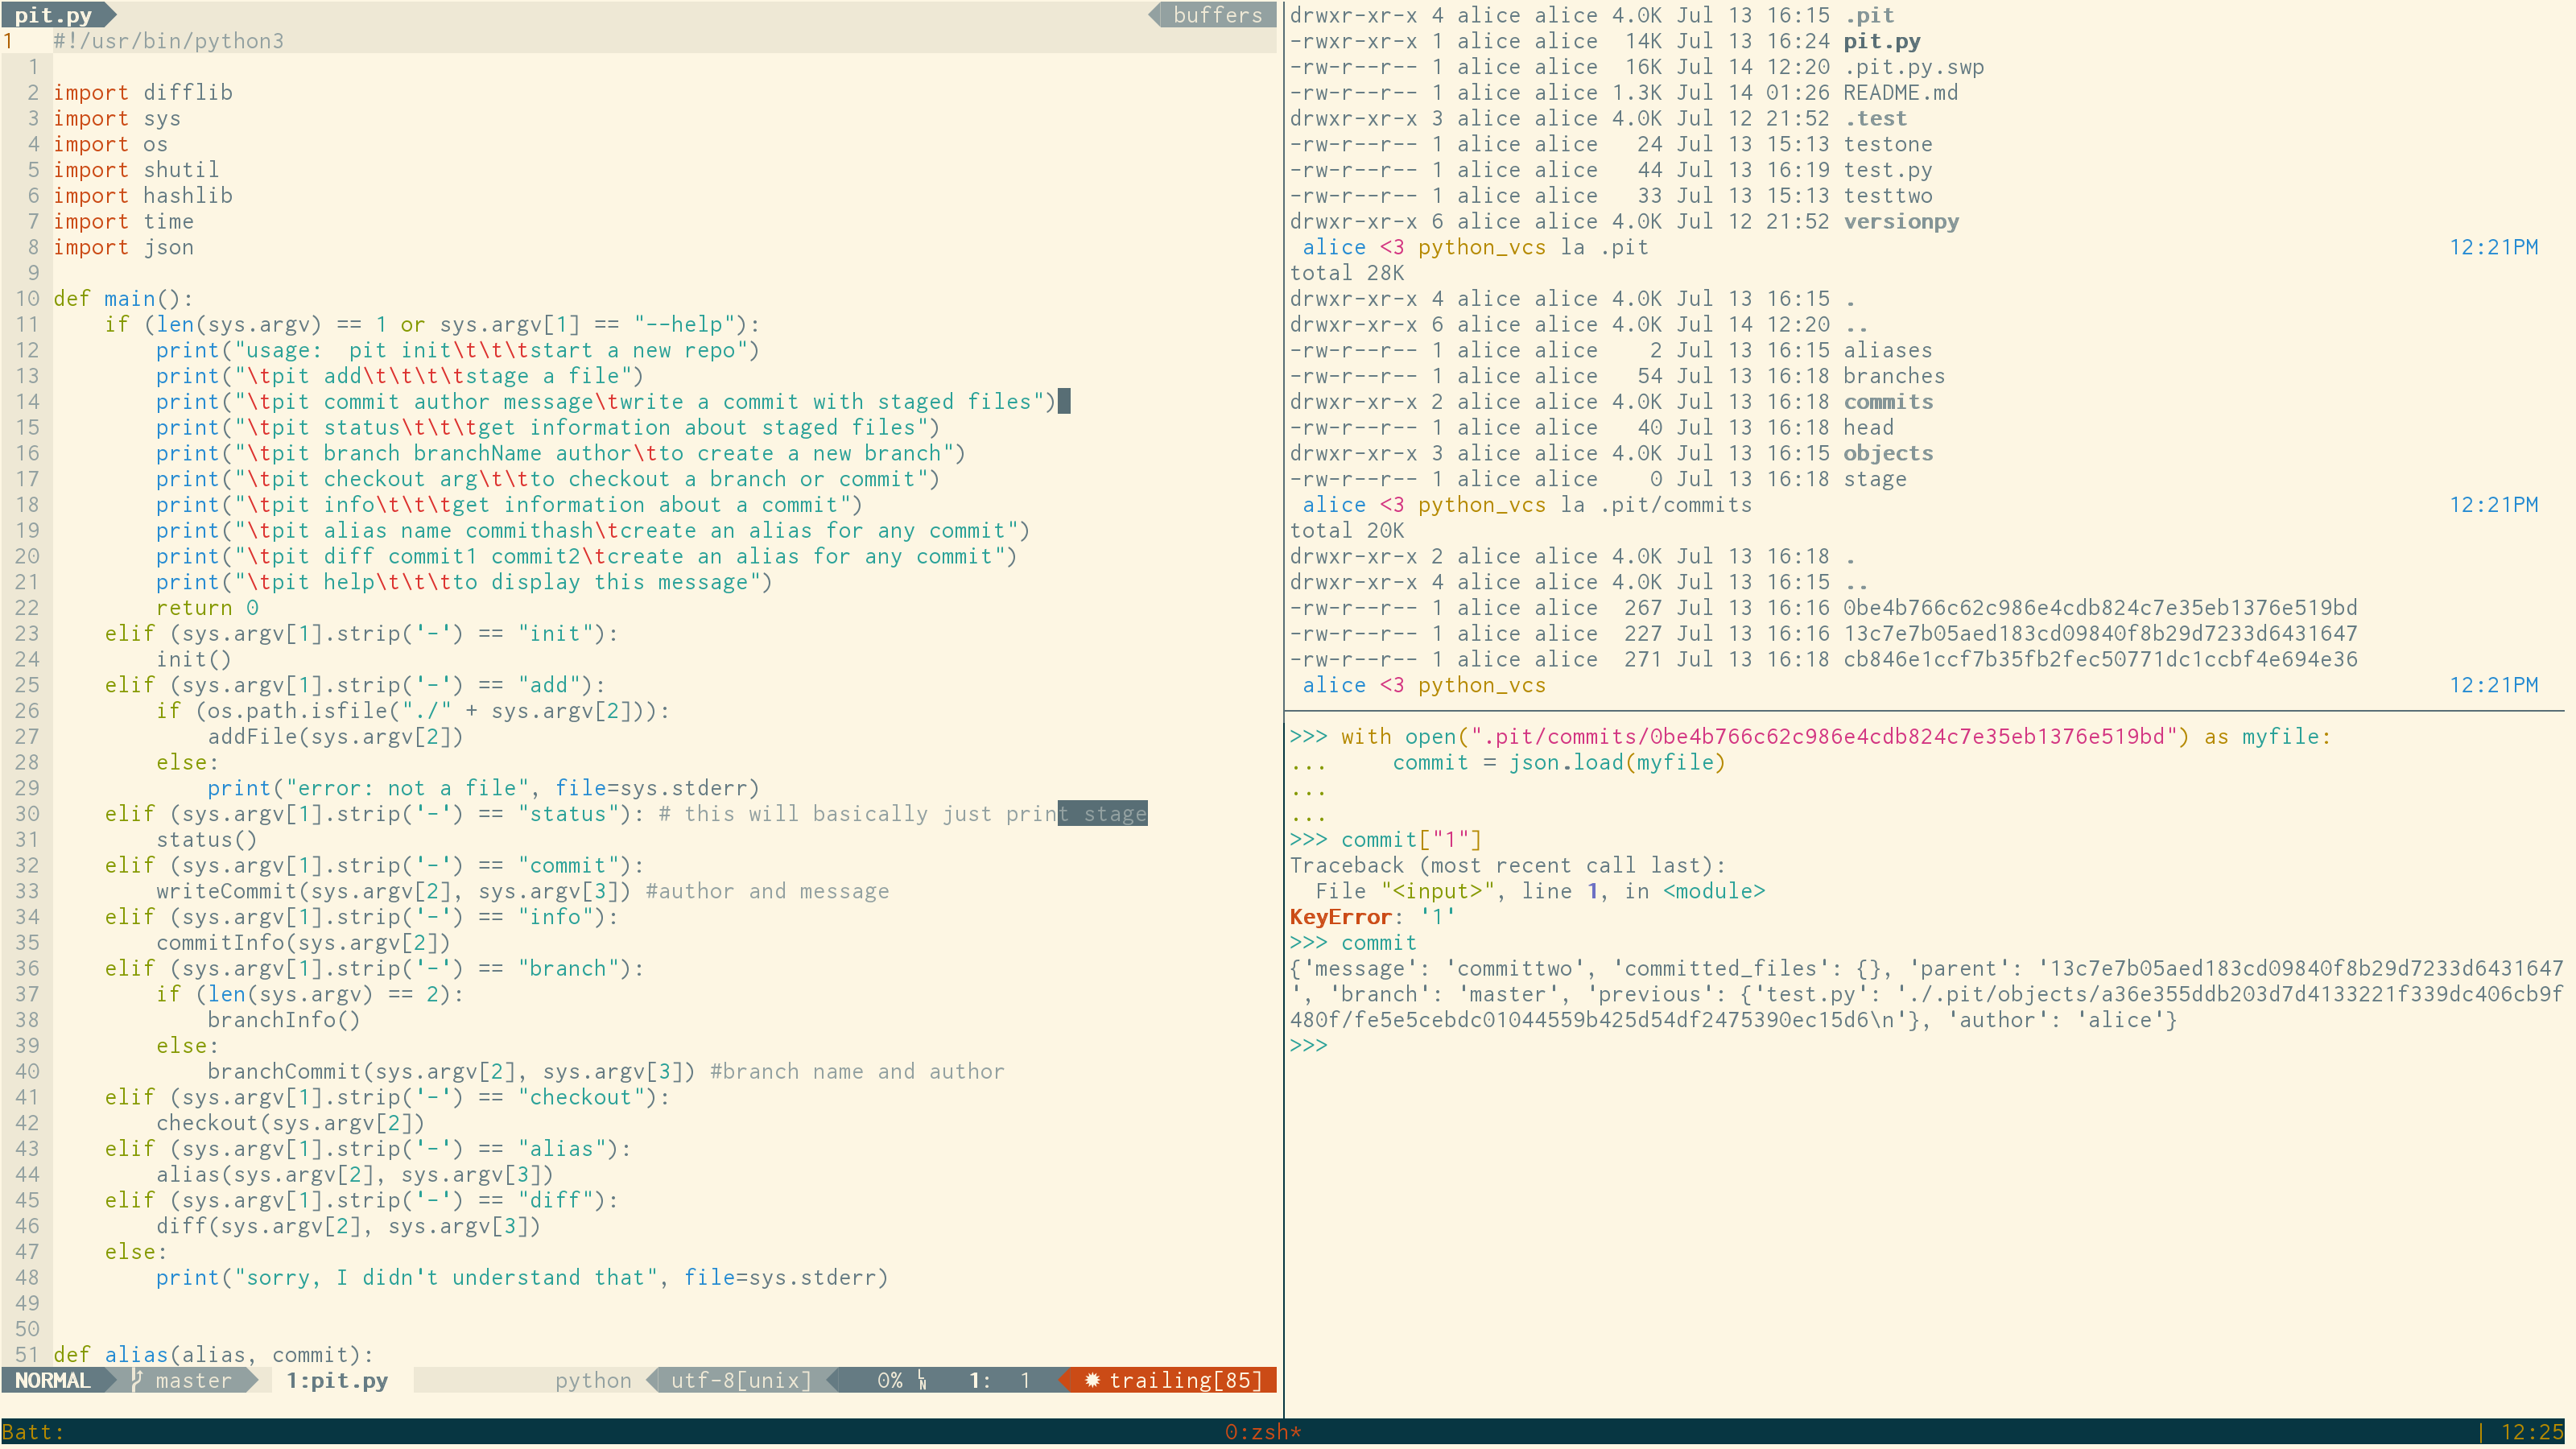 pit.py buffers
1 #!/usr/bin/python3
1
2 import difflib
3 import sys
4 import os
5 import shutil
6 import hashlib
7 import time
8 import json
9
10 def main():
11     if (len(sys.argv) == 1 or sys.argv[1] == "--help"):
12         print("usage:  pit init\t\t\tstart a new repo")
13         print("\tpit add\t\t\t\tstage a file")
14         print("\tpit commit author message\twrite a commit with staged files")
15         print("\tpit status\t\t\tget information about staged files")
16         print("\tpit branch branchName author\tto create a new branch")
17         print("\tpit checkout arg\t\tto checkout a branch or commit")
18         print("\tpit info\t\t\tget information about a commit")
19         print("\tpit alias name commithash\tcreate an alias for any commit")
20         print("\tpit diff commit1 commit2\tcreate an alias for any commit")
21         print("\tpit help\t\t\tto display this message")
22         return 0
23     elif (sys.argv[1].strip('-') == "init"):
24         init()
25     elif (sys.argv[1].strip('-') == "add"):
26         if (os.path.isfile("./" + sys.argv[2])):
27             addFile(sys.argv[2])
28         else:
29             print("error: not a file", file=sys.stderr)
30     elif (sys.argv[1].strip('-') == "status"): # this will basically just print stage
31         status()
32     elif (sys.argv[1].strip('-') == "commit"):
33         writeCommit(sys.argv[2], sys.argv[3]) #author and message
34     elif (sys.argv[1].strip('-') == "info"):
35         commitInfo(sys.argv[2])
36     elif (sys.argv[1].strip('-') == "branch"):
37         if (len(sys.argv) == 2):
38             branchInfo()
39         else:
40             branchCommit(sys.argv[2], sys.argv[3]) #branch name and author
41     elif (sys.argv[1].strip('-') == "checkout"):
42         checkout(sys.argv[2])
43     elif (sys.argv[1].strip('-') == "alias"):
44         alias(sys.argv[2], sys.argv[3])
45     elif (sys.argv[1].strip('-') == "diff"):
46         diff(sys.argv[2], sys.argv[3])
47     else:
48         print("sorry, I didn't understand that", file=sys.stderr)
49
50
51 def alias(alias, commit):
NORMAL master 1:pit.py python utf-8[unix] 0% LN 1: 1 ✹ trailing[85]
drwxr-xr-x 4 alice alice 4.0K Jul 13 16:15 .pit
-rwxr-xr-x 1 alice alice  14K Jul 13 16:24 pit.py
-rw-r--r-- 1 alice alice  16K Jul 14 12:20 .pit.py.swp
-rw-r--r-- 1 alice alice 1.3K Jul 14 01:26 README.md
drwxr-xr-x 3 alice alice 4.0K Jul 12 21:52 .test
-rw-r--r-- 1 alice alice   24 Jul 13 15:13 testone
-rw-r--r-- 1 alice alice   44 Jul 13 16:19 test.py
-rw-r--r-- 1 alice alice   33 Jul 13 15:13 testtwo
drwxr-xr-x 6 alice alice 4.0K Jul 12 21:52 versionpy
alice <3 python_vcs la .pit 12:21PM
total 28K
drwxr-xr-x 4 alice alice 4.0K Jul 13 16:15 .
drwxr-xr-x 6 alice alice 4.0K Jul 14 12:20 ..
-rw-r--r-- 1 alice alice    2 Jul 13 16:15 aliases
-rw-r--r-- 1 alice alice   54 Jul 13 16:18 branches
drwxr-xr-x 2 alice alice 4.0K Jul 13 16:18 commits
-rw-r--r-- 1 alice alice   40 Jul 13 16:18 head
drwxr-xr-x 3 alice alice 4.0K Jul 13 16:15 objects
-rw-r--r-- 1 alice alice    0 Jul 13 16:18 stage
alice <3 python_vcs la .pit/commits 12:21PM
total 20K
drwxr-xr-x 2 alice alice 4.0K Jul 13 16:18 .
drwxr-xr-x 4 alice alice 4.0K Jul 13 16:15 ..
-rw-r--r-- 1 alice alice  267 Jul 13 16:16 0be4b766c62c986e4cdb824c7e35eb1376e519bd
-rw-r--r-- 1 alice alice  227 Jul 13 16:16 13c7e7b05aed183cd09840f8b29d7233d6431647
-rw-r--r-- 1 alice alice  271 Jul 13 16:18 cb846e1ccf7b35fb2fec50771dc1ccbf4e694e36
alice <3 python_vcs 12:21PM
>>> with open(".pit/commits/0be4b766c62c986e4cdb824c7e35eb1376e519bd") as myfile:
...     commit = json.load(myfile)
...
...
>>> commit["1"]
Traceback (most recent call last):
  File "<input>", line 1, in <module>
KeyError: '1'
>>> commit
{'message': 'committwo', 'committed_files': {}, 'parent': '13c7e7b05aed183cd09840f8b29d7233d6431647
', 'branch': 'master', 'previous': {'test.py': './.pit/objects/a36e355ddb203d7d4133221f339dc406cb9f
480f/fe5e5cebdc01044559b425d54df2475390ec15d6\n'}, 'author': 'alice'}
>>>
Batt: 0:zsh* | 12:25